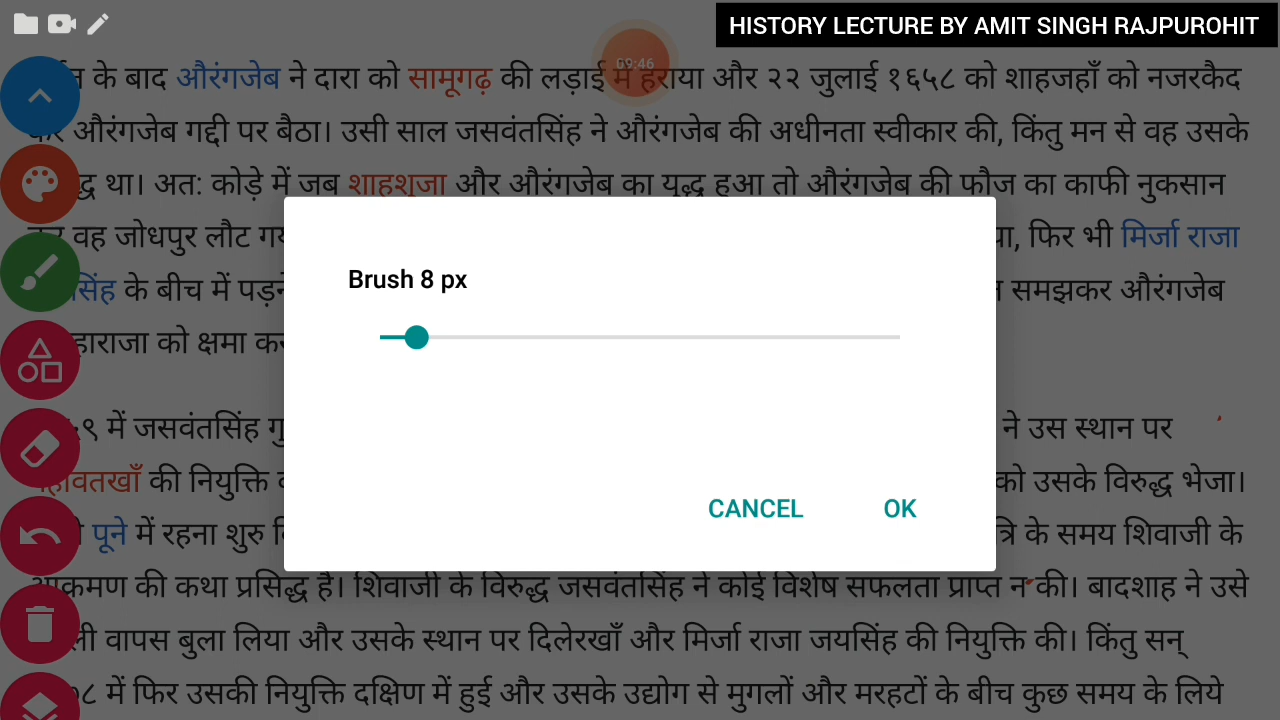 HISTORY LECTURE BY AMIT SINGH RAJPUROHIT
09:46
के बाद औरंगजेब ने दारा को सामूगढ़ की लड़ाई में हराया और २२ जुलाई १६५८ को शाहजहाँ को नजरकैद
कर औरंगजेब गद्दी पर बैठा। उसी साल जसवंतसिंह ने औरंगजेब की अधीनता स्वीकार की, किंतु मन से वह उसके
था। अतः कोड़े में जब शाहशुजा और औरंगजेब का युद्ध हुआ तो औरंगजेब की फौज का काफी नुकसान
कर वह जोधपुर लौट फिर भी मिर्जा राजा
के बीच में समझकर औरंगजेब
को क्षमा
Brush 8 px
में जसवंतसिंह ने उस स्थान पर
की नियुक्ति को उसके विरुद्ध भेजा।
पूने में रहना शुरु के समय शिवाजी के
आक्रमण की कथा प्रसिद्ध है। शिवाजी के विरुद्ध जसवंतसिंह ने कोई विशेष सफलता प्राप्त न की। बादशाह ने उसे
वापस बुला लिया और उसके स्थान पर दिलेरखाँ और मिर्जा राजा जयसिंह की नियुक्ति की। किंतु सन्
में फिर उसकी नियुक्ति दक्षिण में हुई और उसके उद्योग से मुगलों और मरहटों के बीच कुछ समय के लिये
CANCEL OK